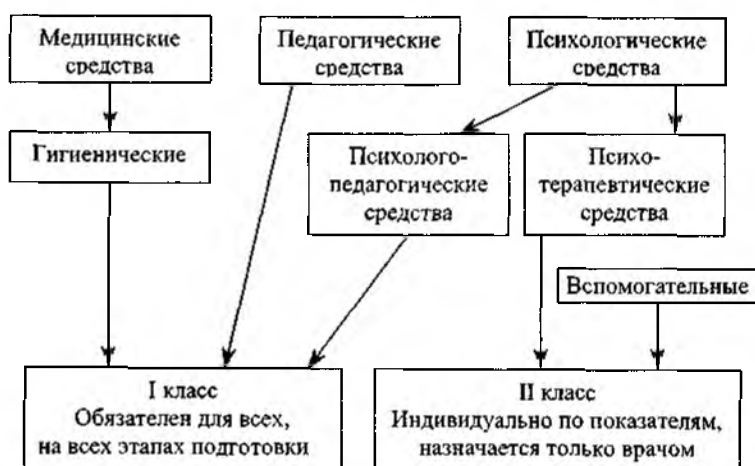 Медицинские
средства
Педагогические
средства
Психологические
средства
Гигиенические
Психолого-
педагогические
средства
Психо-
терапевтические
средства
Вспомогательные
I класс
Обязателен для всех,
на всех этапах подготовки
II класс
Индивидуально по показателям,
назначается только врачом